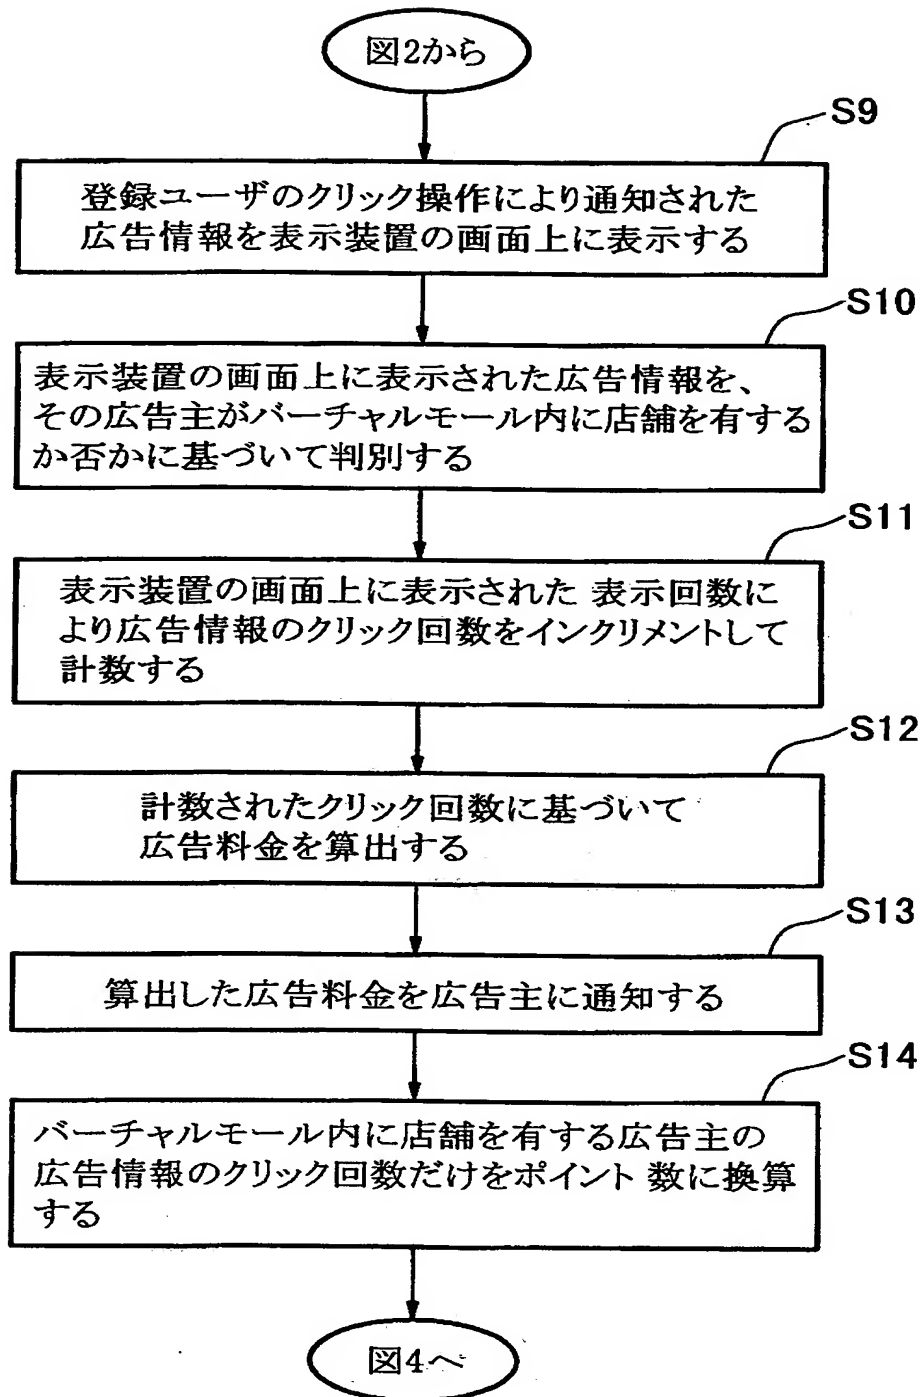 図2から
S9
登録ユーザのクリック操作により通知された
広告情報を表示装置の画面上に表示する
S10
表示装置の画面上に表示された広告情報を、
その広告主がバーチャルモール内に店舗を有する
か否かに基づいて判別する
S11
表示装置の画面上に表示された 表示回数に
より広告情報のクリック回数をインクリメントして
計数する
S12
計数されたクリック回数に基づいて
広告料金を算出する
S13
算出した広告料金を広告主に通知する
S14
バーチャルモール内に店舗を有する広告主の
広告情報のクリック回数だけをポイント 数に換算
する
図4へ